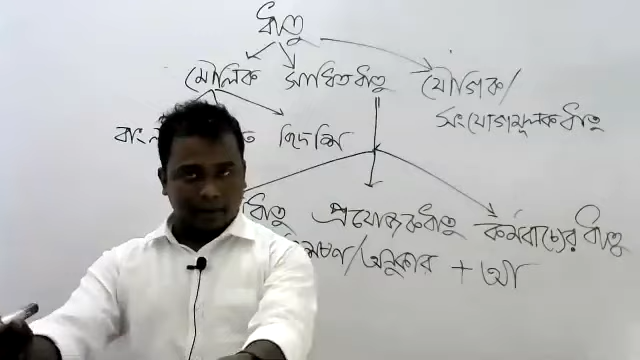 ধাতু
মৌলিক সাধিত ধাতু যৌগিক/
সংযোগমূলক ধাতু
বিদেশি
ধাতু প্রযোজক ধাতু কর্মবাচ্যের ধাতু
/অনুকার + আ